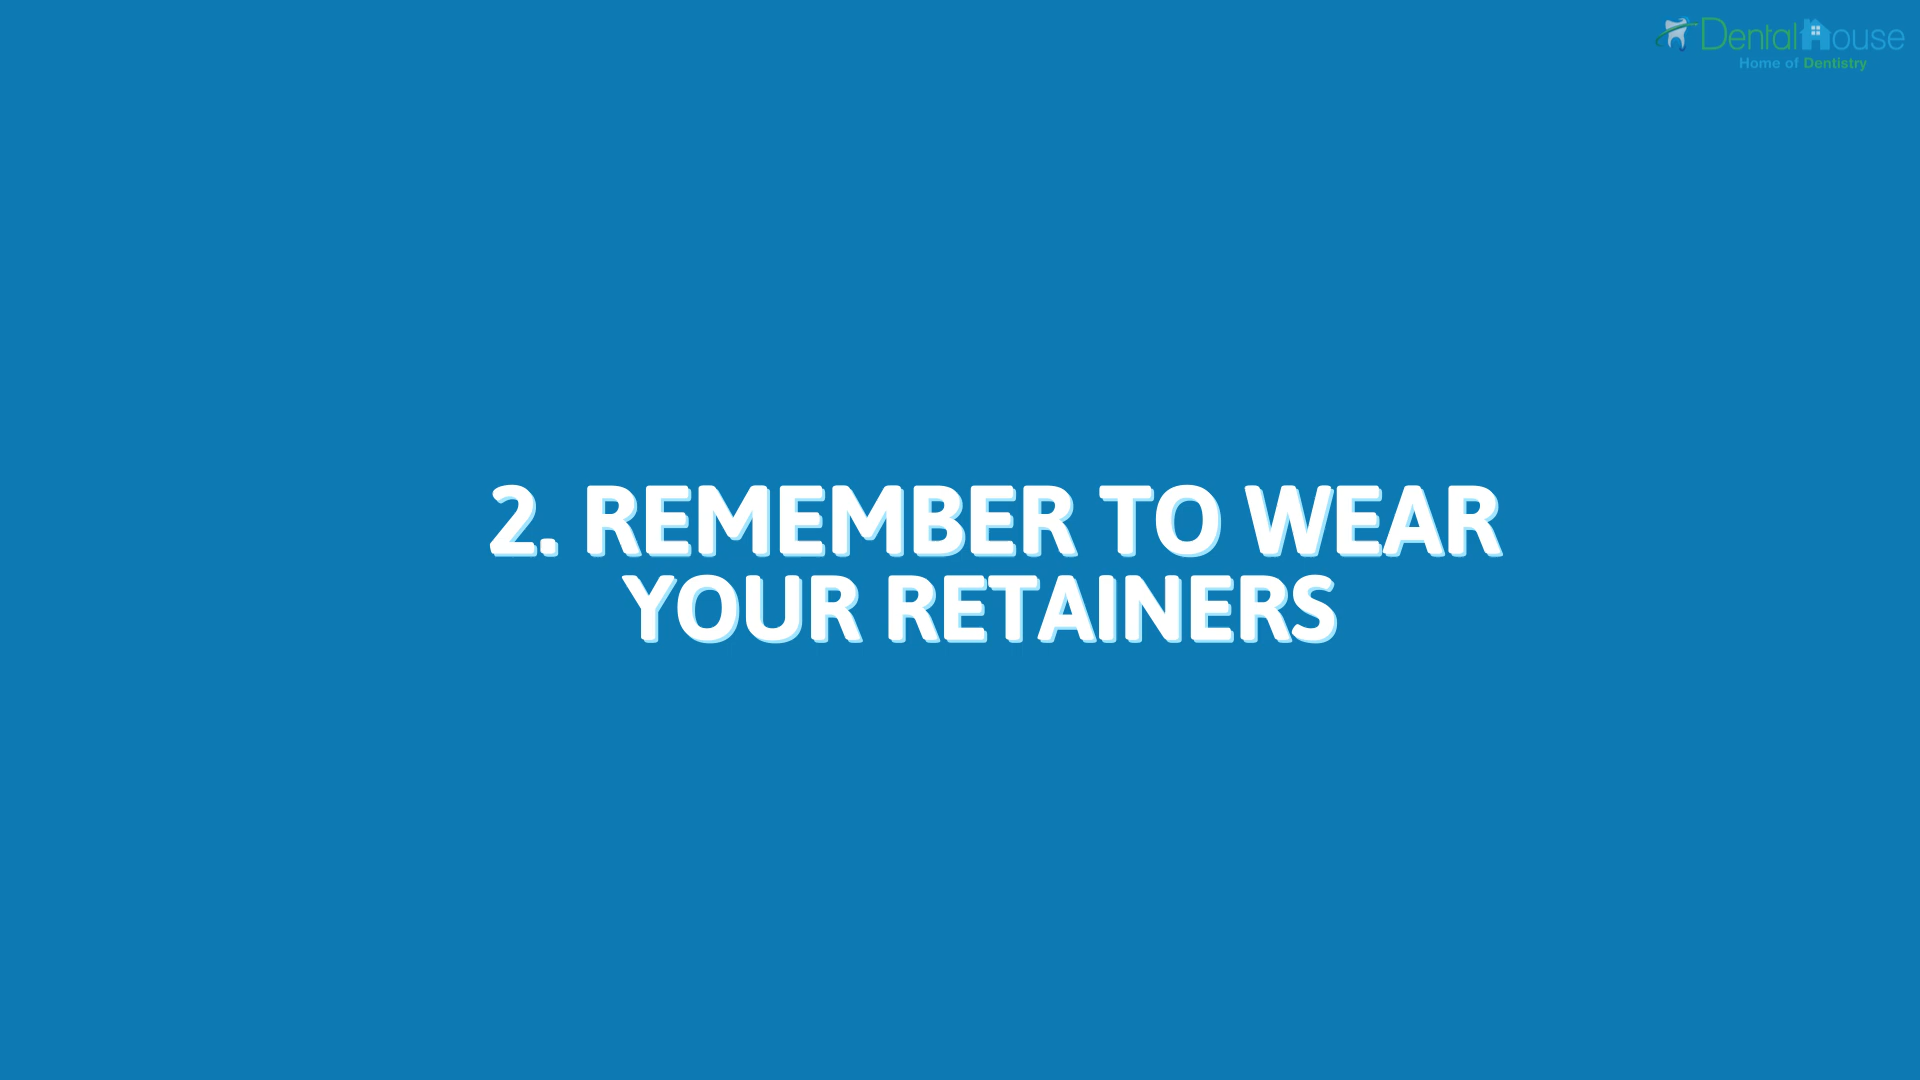 DentalHouse
Home of Dentistry
2. REMEMBER TO WEAR
YOUR RETAINERS